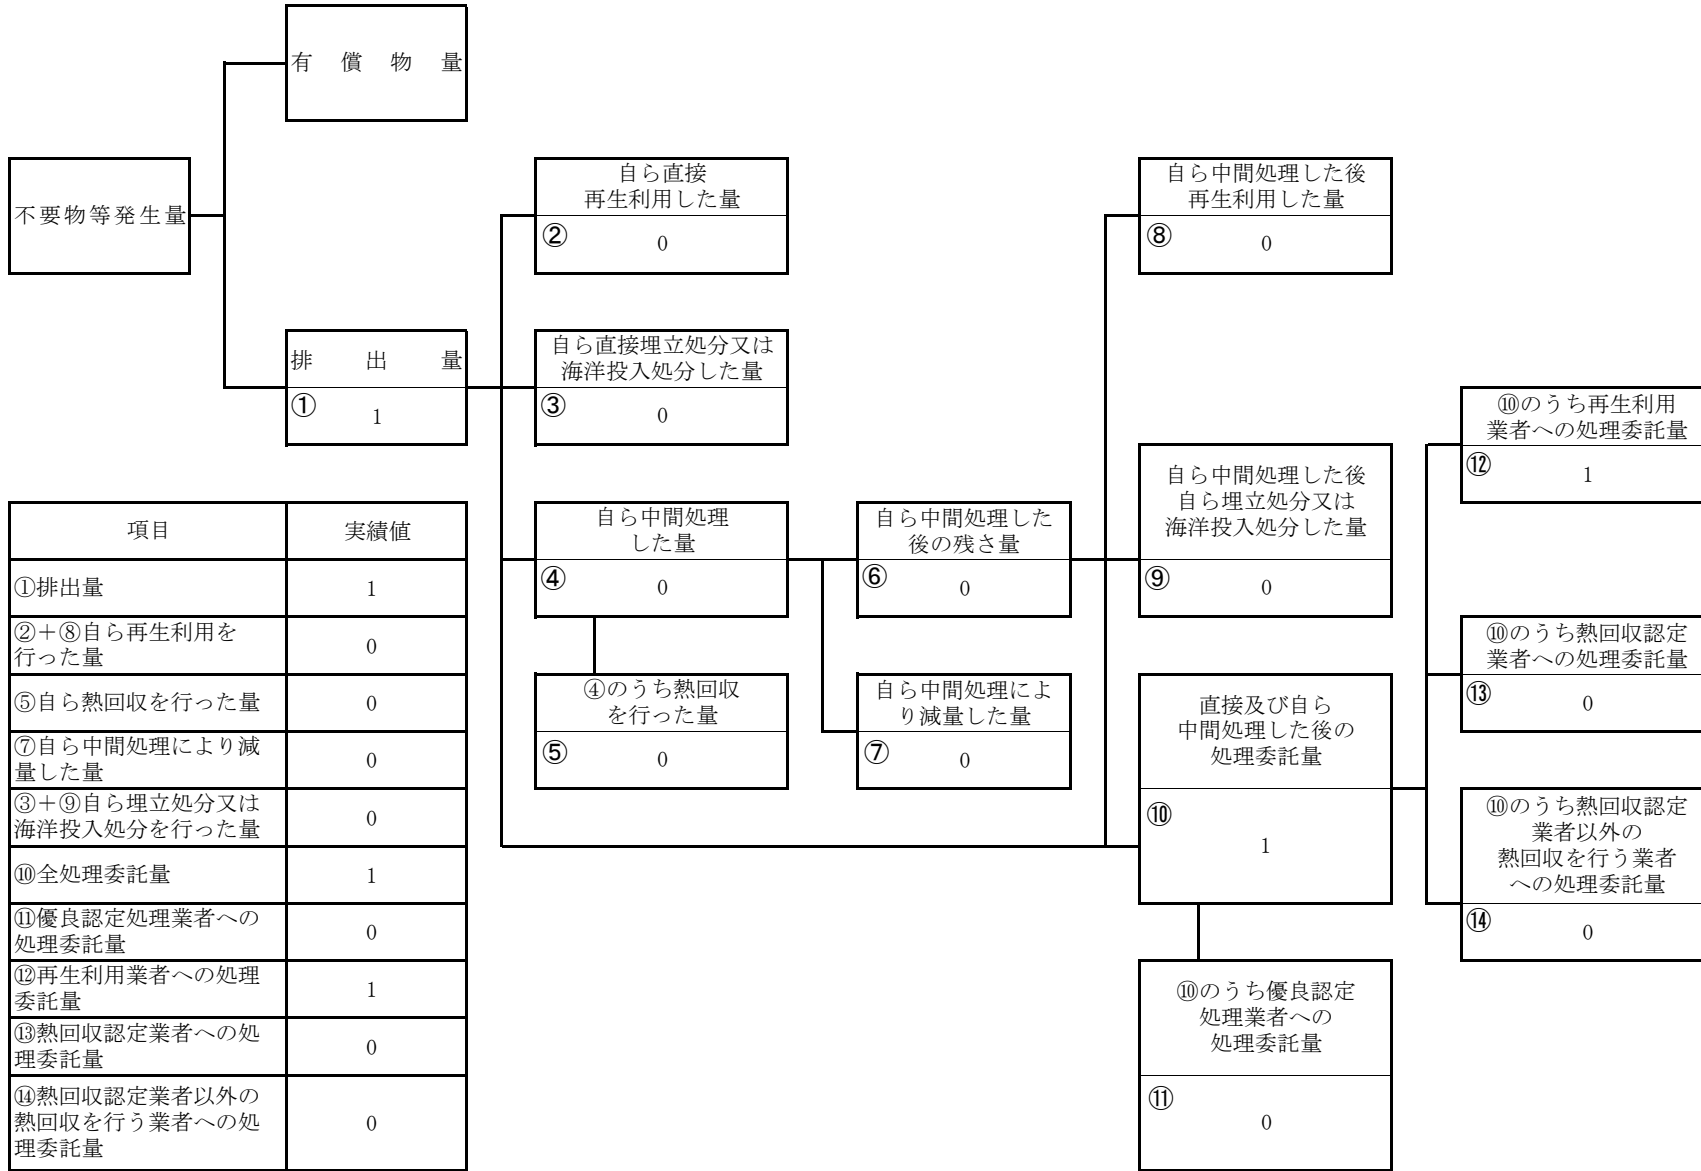 有償物量
不要物等発生量
排出量
①
1
自ら直接
再生利用した量
②
0
自ら直接埋立処分又は
海洋投入処分した量
③
0
自ら中間処理
した量
④
0
④のうち熱回収
を行った量
⑤
0
自ら中間処理した
後の残さ量
⑥
0
自ら中間処理によ
り減量した量
⑦
0
自ら中間処理した後
再生利用した量
⑧
0
自ら中間処理した後
自ら埋立処分又は
海洋投入処分した量
⑨
0
直接及び自ら
中間処理した後の
処理委託量
⑩
1
⑩のうち優良認定
処理業者への
処理委託量
⑪
0
⑩のうち再生利用
業者への処理委託量
⑫
1
⑩のうち熱回収認定
業者への処理委託量
⑬
0
⑩のうち熱回収認定
業者以外の
熱回収を行う業者
への処理委託量
⑭
0
項目 実績値
①排出量 1
②＋⑧自ら再生利用を
行った量 0
⑤自ら熱回収を行った量 0
⑦自ら中間処理により減
量した量 0
③＋⑨自ら埋立処分又は
海洋投入処分を行った量 0
⑩全処理委託量 1
⑪優良認定処理業者への
処理委託量 0
⑫再生利用業者への処理
委託量 1
⑬熱回収認定業者への処
理委託量 0
⑭熱回収認定業者以外の
熱回収を行う業者への処
理委託量 0